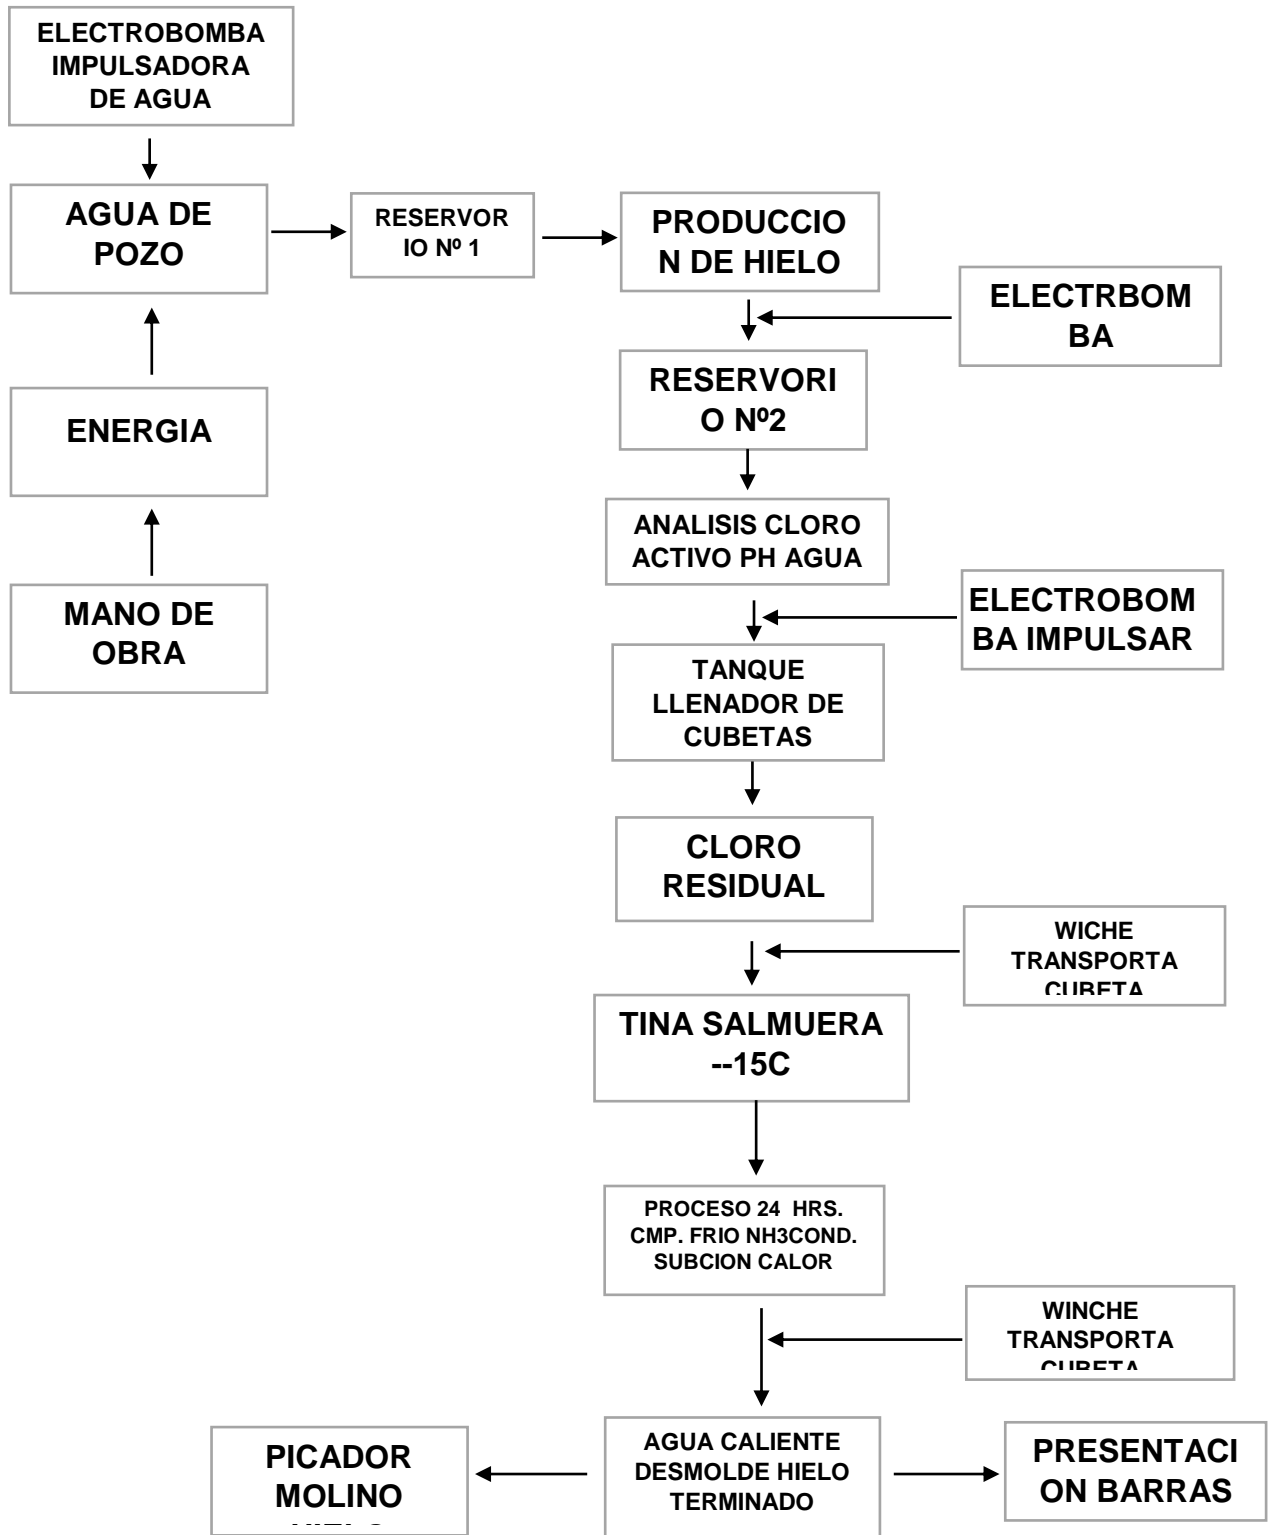 ELECTROBOMBA
IMPULSADORA
DE AGUA
AGUA DE
POZO
RESERVOR
IO Nº 1
PRODUCCIO
N DE HIELO
ELECTRBOM
BA
RESERVORI
O Nº2
ENERGIA
ANALISIS CLORO
ACTIVO PH AGUA
MANO DE
OBRA
ELECTROBOM
BA IMPULSAR
TANQUE
LLENADOR DE
CUBETAS
CLORO
RESIDUAL
WICHE
TRANSPORTA
CUBETA
TINA SALMUERA
--15C
PROCESO 24 HRS.
CMP. FRIO NH3COND.
SUBCION CALOR
WINCHE
TRANSPORTA
CUBETA
PICADOR
MOLINO
AGUA CALIENTE
DESMOLDE HIELO
TERMINADO
PRESENTACI
ON BARRAS